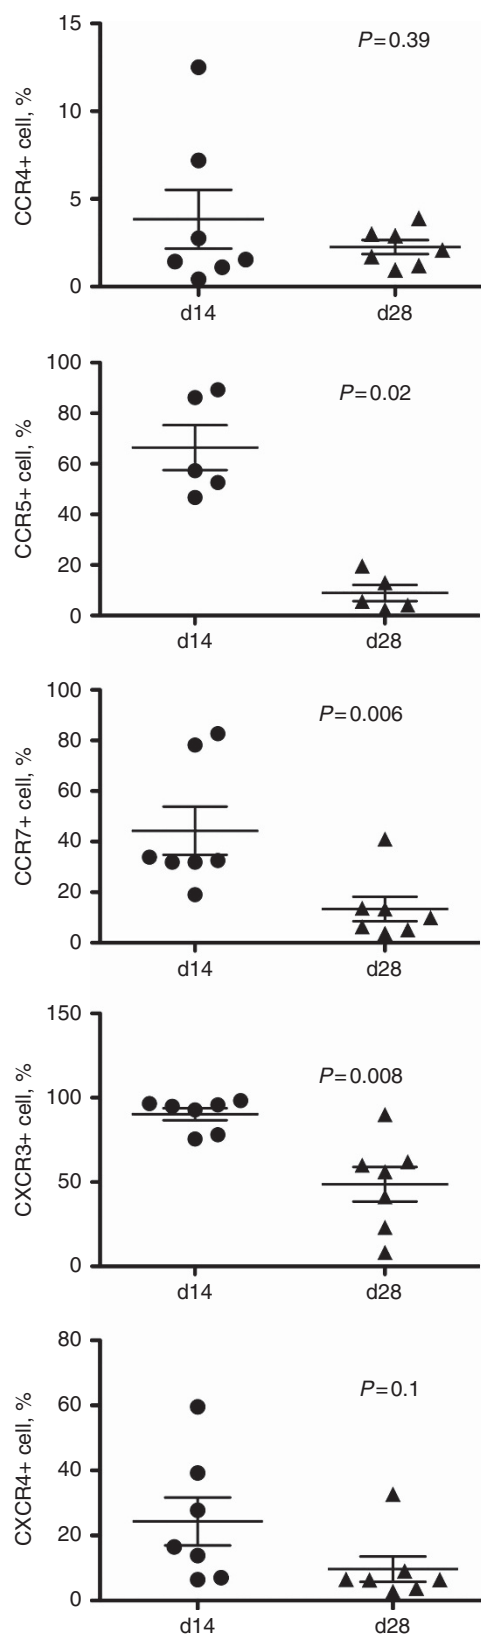 15
P=0.39
10
5
0
CCR4+ cell, %
d14 d28
100
P=0.02
80
60
40
20
0
CCR5+ cell, %
d14 d28
100
P=0.006
80
60
40
20
0
CCR7+ cell, %
d14 d28
150
P=0.008
100
50
0
CXCR3+ cell, %
d14 d28
80
P=0.1
60
40
20
0
CXCR4+ cell, %
d14 d28